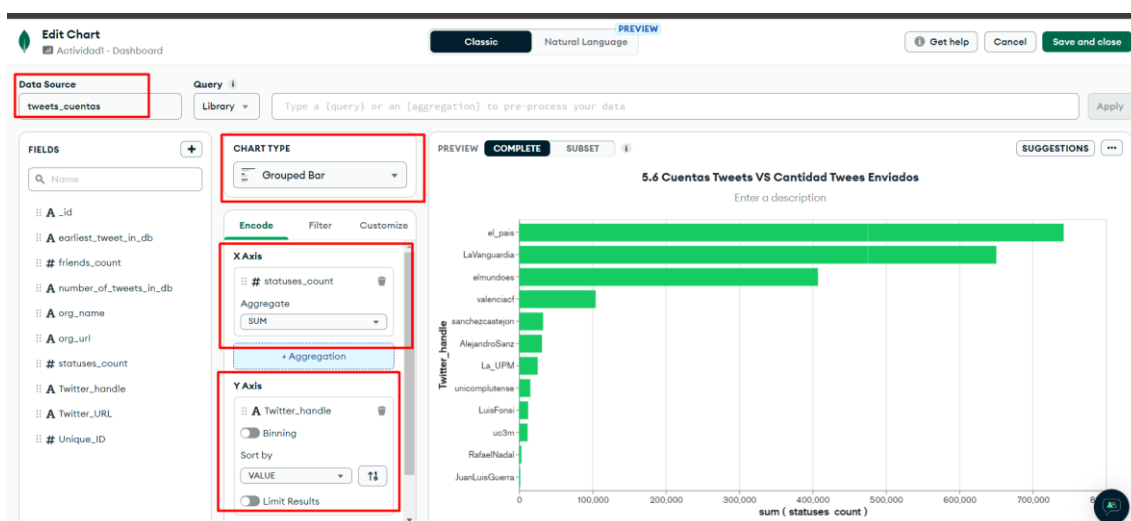 Edit Chart
Actividad1 - Dashboard
Classic
Natural Language
PREVIEW
Get help
Cancel
Save and close
Data Source
tweets_cuentas
Query i
Library
Type a {query} or an [aggregation] to pre-process your data
Apply
FIELDS
+
Name
A _id
A earliest_tweet_in_db
# friends_count
A number_of_tweets_in_db
A org_name
A org_url
# statuses_count
A Twitter_handle
A Twitter_URL
# Unique_ID
CHART TYPE
Grouped Bar
Encode Filter Customize
X Axis
# statuses_count
Aggregate
SUM
+ Aggregation
Y Axis
A Twitter_handle
Binning
Sort by
VALUE
Limit Results
PREVIEW COMPLETE SUBSET i
SUGGESTIONS ...
5.6 Cuentas Tweets VS Cantidad Twees Enviados
Enter a description
Twitter_handle
el_pais
LaVanguardia
elmundoes
valenciacf
sanchezcastejon
AlejandroSanz
La_UPM
unicomplutense
LuisFonsi
uc3m
RafaelNadal
JuanLuisGuerra
0 100,000 200,000 300,000 400,000 500,000 600,000 700,000
sum ( statuses count )